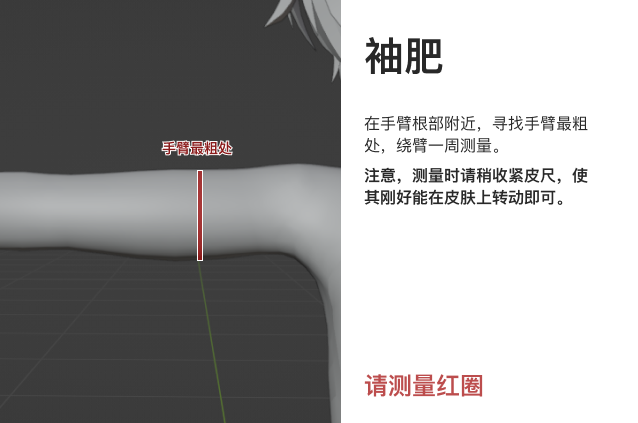 手臂最粗处
袖肥
在手臂根部附近，寻找手臂最粗
处，绕臂一周测量。
注意，测量时请稍收紧皮尺，使
其刚好能在皮肤上转动即可。
请测量红圈